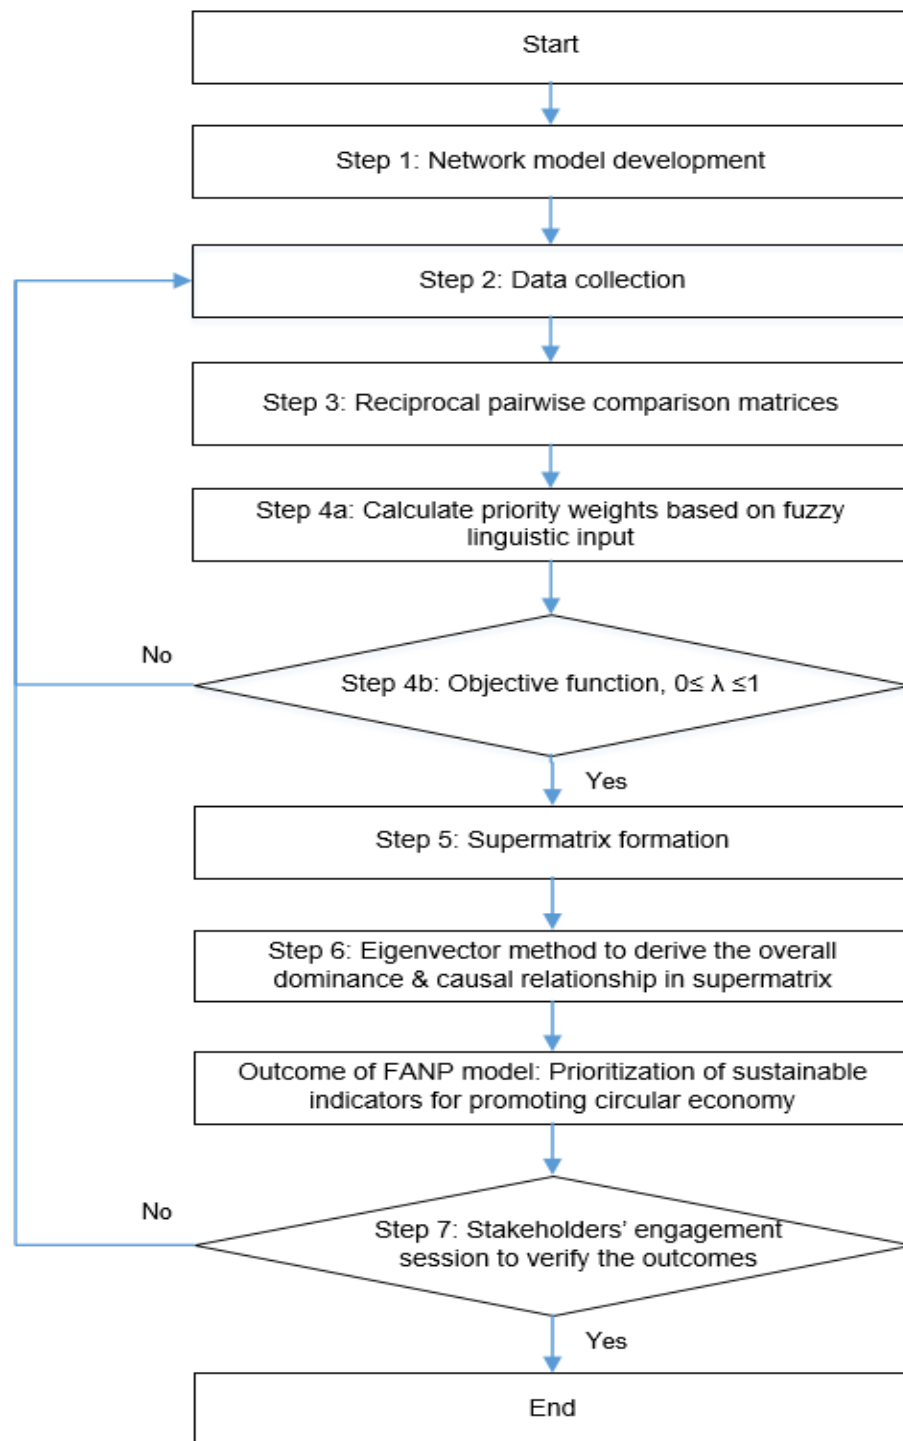 Start
Step 1: Network model development
Step 2: Data collection
Step 3: Reciprocal pairwise comparison matrices
Step 4a: Calculate priority weights based on fuzzy
linguistic input
No
Step 4b: Objective function, 0≤ λ ≤1
Yes
Step 5: Supermatrix formation
Step 6: Eigenvector method to derive the overall
dominance & causal relationship in supermatrix
Outcome of FANP model: Prioritization of sustainable
indicators for promoting circular economy
No
Step 7: Stakeholders’ engagement
session to verify the outcomes
Yes
End